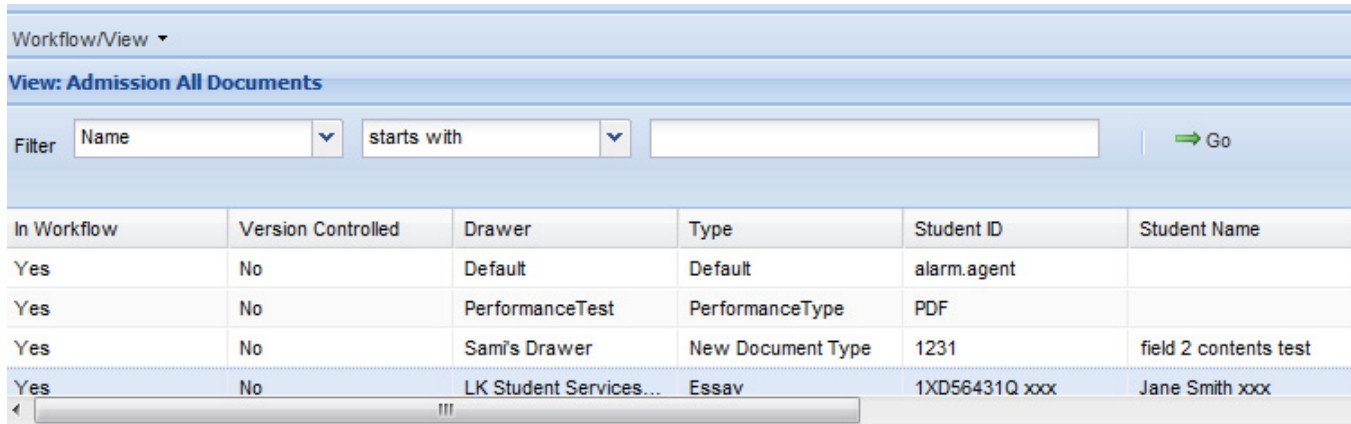 Workflow/View
View: Admission All Documents
Filter Name starts with Go
In Workflow Version Controlled Drawer Type Student ID Student Name
Yes No Default Default alarm.agent
Yes No PerformanceTest PerformanceType PDF
Yes No Sami's Drawer New Document Type 1231 field 2 contents test
Yes No LK Student Services... Essay 1XD56431Q xxx Jane Smith xxx